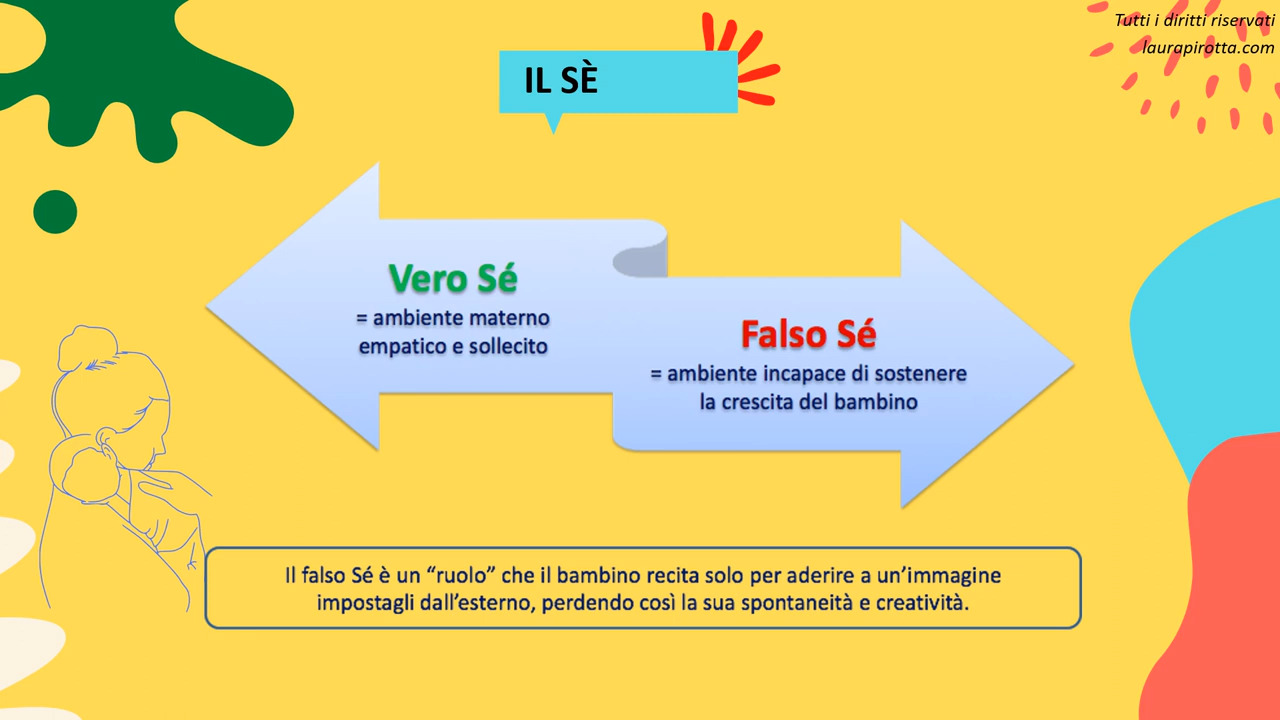 Tutti i diritti riservati
laurapirotta.com
IL SÈ
Vero Sé
= ambiente materno
empatico e sollecito
Falso Sé
= ambiente incapace di sostenere
la crescita del bambino
Il falso Sé è un “ruolo” che il bambino recita solo per aderire a un’immagine
impostagli dall’esterno, perdendo così la sua spontaneità e creatività.